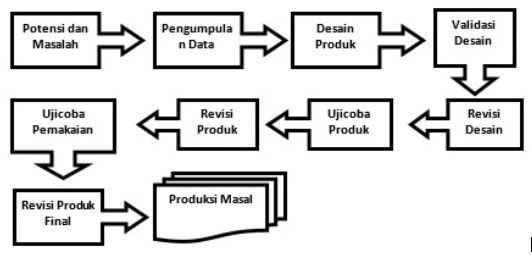 Potensi dan
Masalah
Pengumpula
n Data
Desain
Produk
Validasi
Desain
Revisi
Desain
Ujicoba
Produk
Revisi
Produk
Ujicoba
Pemakaian
Revisi Produk
Final
Produksi Masal